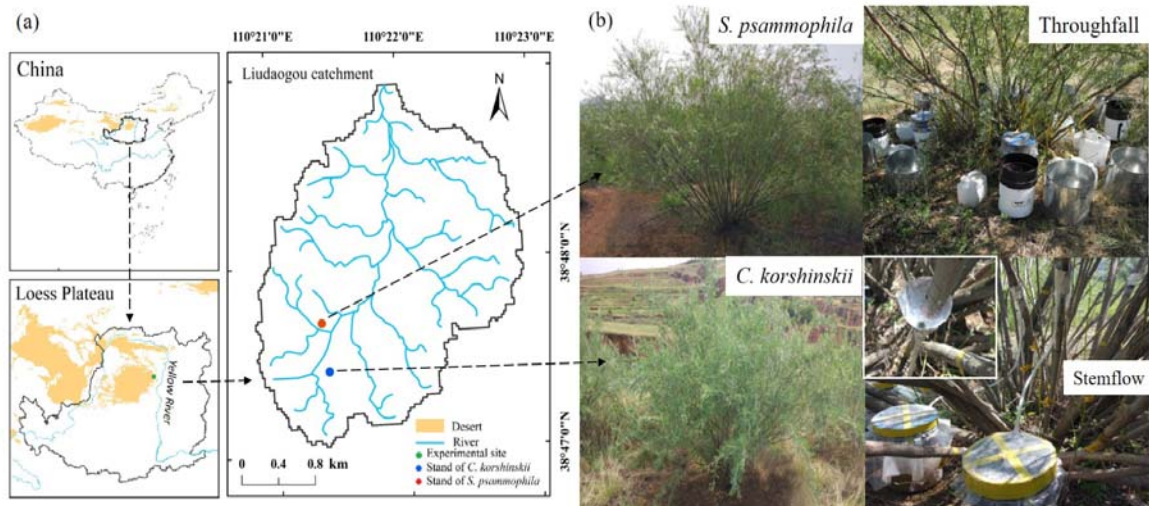 (a)
China
Loess Plateau
Yellow River
110°21'0"E 110°22'0"E 110°23'0"E
Liudaogou catchment
N
38°48'0"N
38°47'0"N
Desert
River
Experimental site
Stand of C. korshinskii
Stand of S. psammophila
0 0.4 0.8 km
(b)
S. psammophila
Throughfall
C. korshinskii
Stemflow